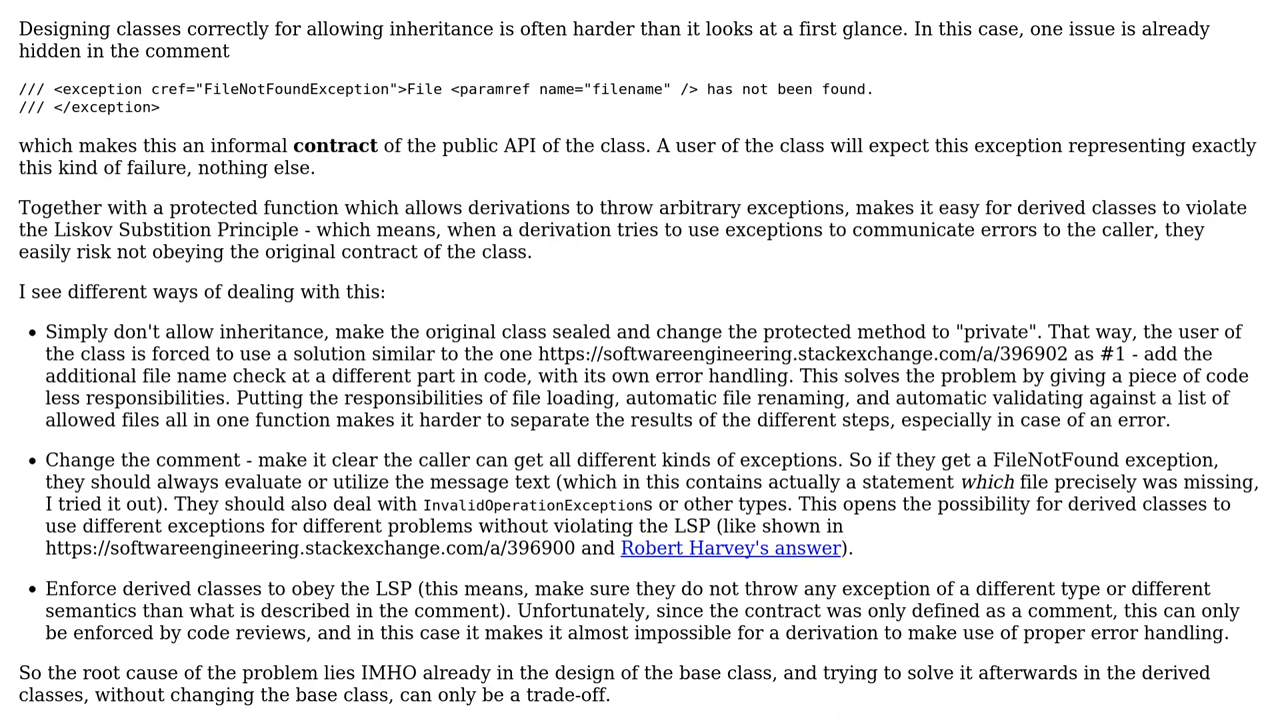 Designing classes correctly for allowing inheritance is often harder than it looks at a first glance. In this case, one issue is already
hidden in the comment
/// <exception cref="FileNotFoundException">File <paramref name="filename" /> has not been found.
/// </exception>
which makes this an informal contract of the public API of the class. A user of the class will expect this exception representing exactly
this kind of failure, nothing else.
Together with a protected function which allows derivations to throw arbitrary exceptions, makes it easy for derived classes to violate
the Liskov Substition Principle - which means, when a derivation tries to use exceptions to communicate errors to the caller, they
easily risk not obeying the original contract of the class.
I see different ways of dealing with this:
• Simply don't allow inheritance, make the original class sealed and change the protected method to "private". That way, the user of
the class is forced to use a solution similar to the one https://softwareengineering.stackexchange.com/a/396902 as #1 - add the
additional file name check at a different part in code, with its own error handling. This solves the problem by giving a piece of code
less responsibilities. Putting the responsibilities of file loading, automatic file renaming, and automatic validating against a list of
allowed files all in one function makes it harder to separate the results of the different steps, especially in case of an error.
• Change the comment - make it clear the caller can get all different kinds of exceptions. So if they get a FileNotFound exception,
they should always evaluate or utilize the message text (which in this contains actually a statement which file precisely was missing,
I tried it out). They should also deal with InvalidOperationExceptions or other types. This opens the possibility for derived classes to
use different exceptions for different problems without violating the LSP (like shown in
https://softwareengineering.stackexchange.com/a/396900 and Robert Harvey's answer).
• Enforce derived classes to obey the LSP (this means, make sure they do not throw any exception of a different type or different
semantics than what is described in the comment). Unfortunately, since the contract was only defined as a comment, this can only
be enforced by code reviews, and in this case it makes it almost impossible for a derivation to make use of proper error handling.
So the root cause of the problem lies IMHO already in the design of the base class, and trying to solve it afterwards in the derived
classes, without changing the base class, can only be a trade-off.